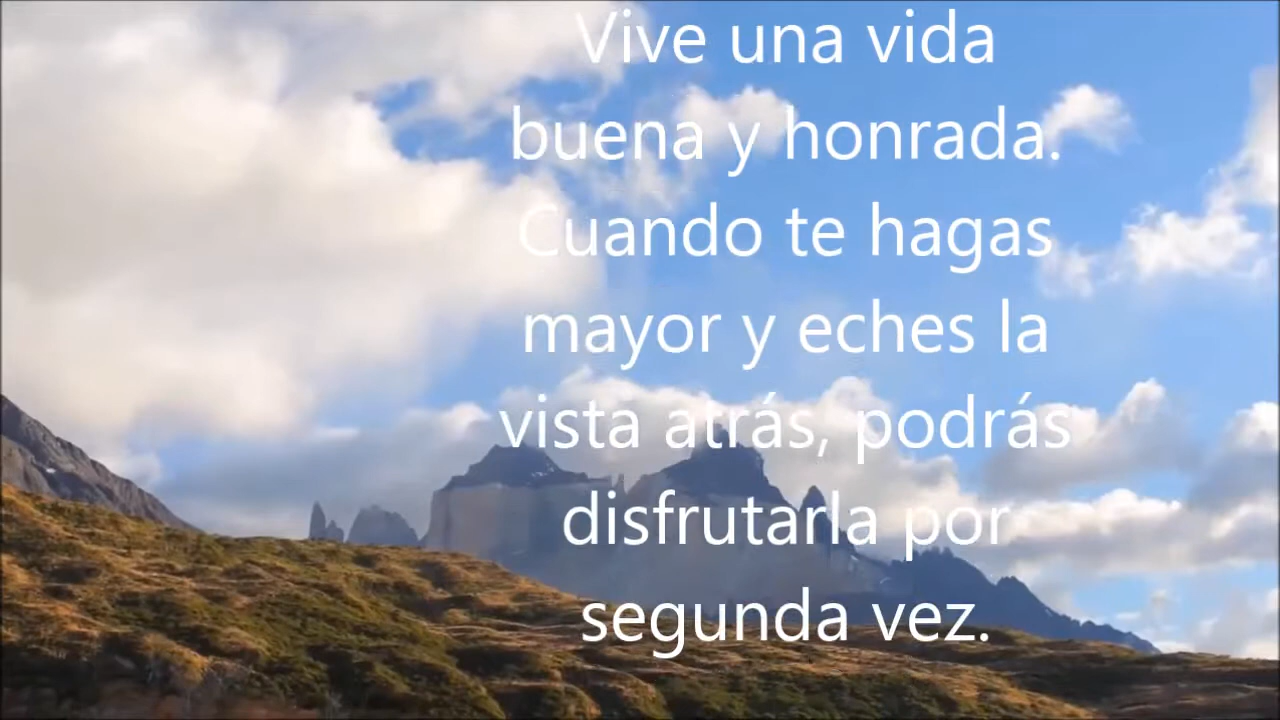 Vive una vida
buena y honrada.
Cuando te hagas
mayor y eches la
vista atrás, podrás
disfrutarla por
segunda vez.